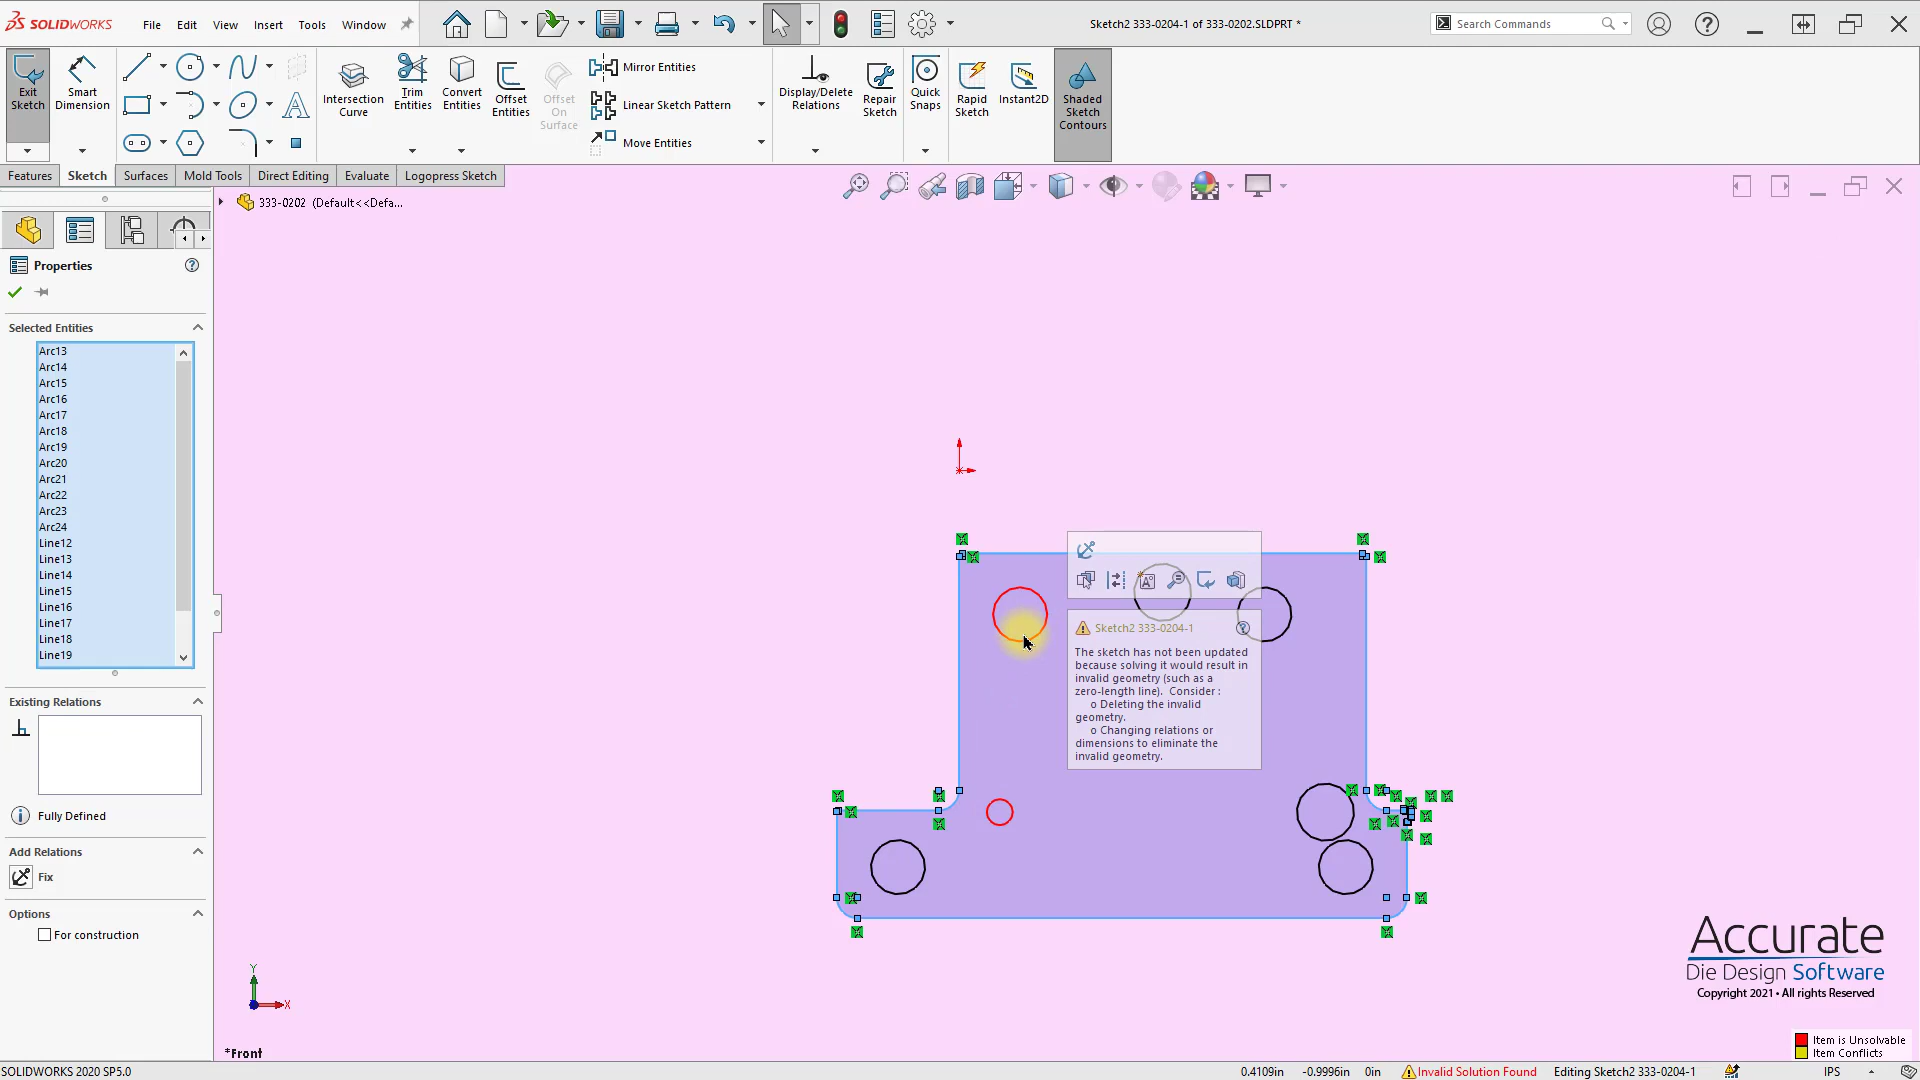 SOLIDWORKS
File
Edit
View
Insert
Tools
Window
Sketch2 333-0204-1 of 333-0202.SLDPRT *
Search Commands
Exit
Sketch
Smart
Dimension
Intersection
Curve
Trim
Entities
Convert
Entities
Offset
Entities
Offset
On
Surface
Mirror Entities
Linear Sketch Pattern
Move Entities
Display/Delete
Relations
Repair
Sketch
Quick
Snaps
Rapid
Sketch
Instant2D
Shaded
Sketch
Contours
Features
Sketch
Surfaces
Mold Tools
Direct Editing
Evaluate
Logopress Sketch
333-0202 (Default<<Defa...
Properties
Selected Entities
Arc13
Arc14
Arc15
Arc16
Arc17
Arc18
Arc19
Arc20
Arc21
Arc22
Arc23
Arc24
Line12
Line13
Line14
Line15
Line16
Line17
Line18
Line19
Existing Relations
Fully Defined
Add Relations
Fix
Options
For construction
Sketch2 333-0204-1
The sketch has not been updated
because solving it would result in
invalid geometry (such as a
zero-length line). Consider :
o Deleting the invalid
geometry.
o Changing relations or
dimensions to eliminate the
invalid geometry.
Y
X
*Front
Accurate
Die Design Software
Copyright 2021 • All rights Reserved
Item is Unsolvable
Item Conflicts
SOLIDWORKS 2020 SP5.0
0.4109in
-0.9996in
0in
Invalid Solution Found
Editing Sketch2 333-0204-1
IPS